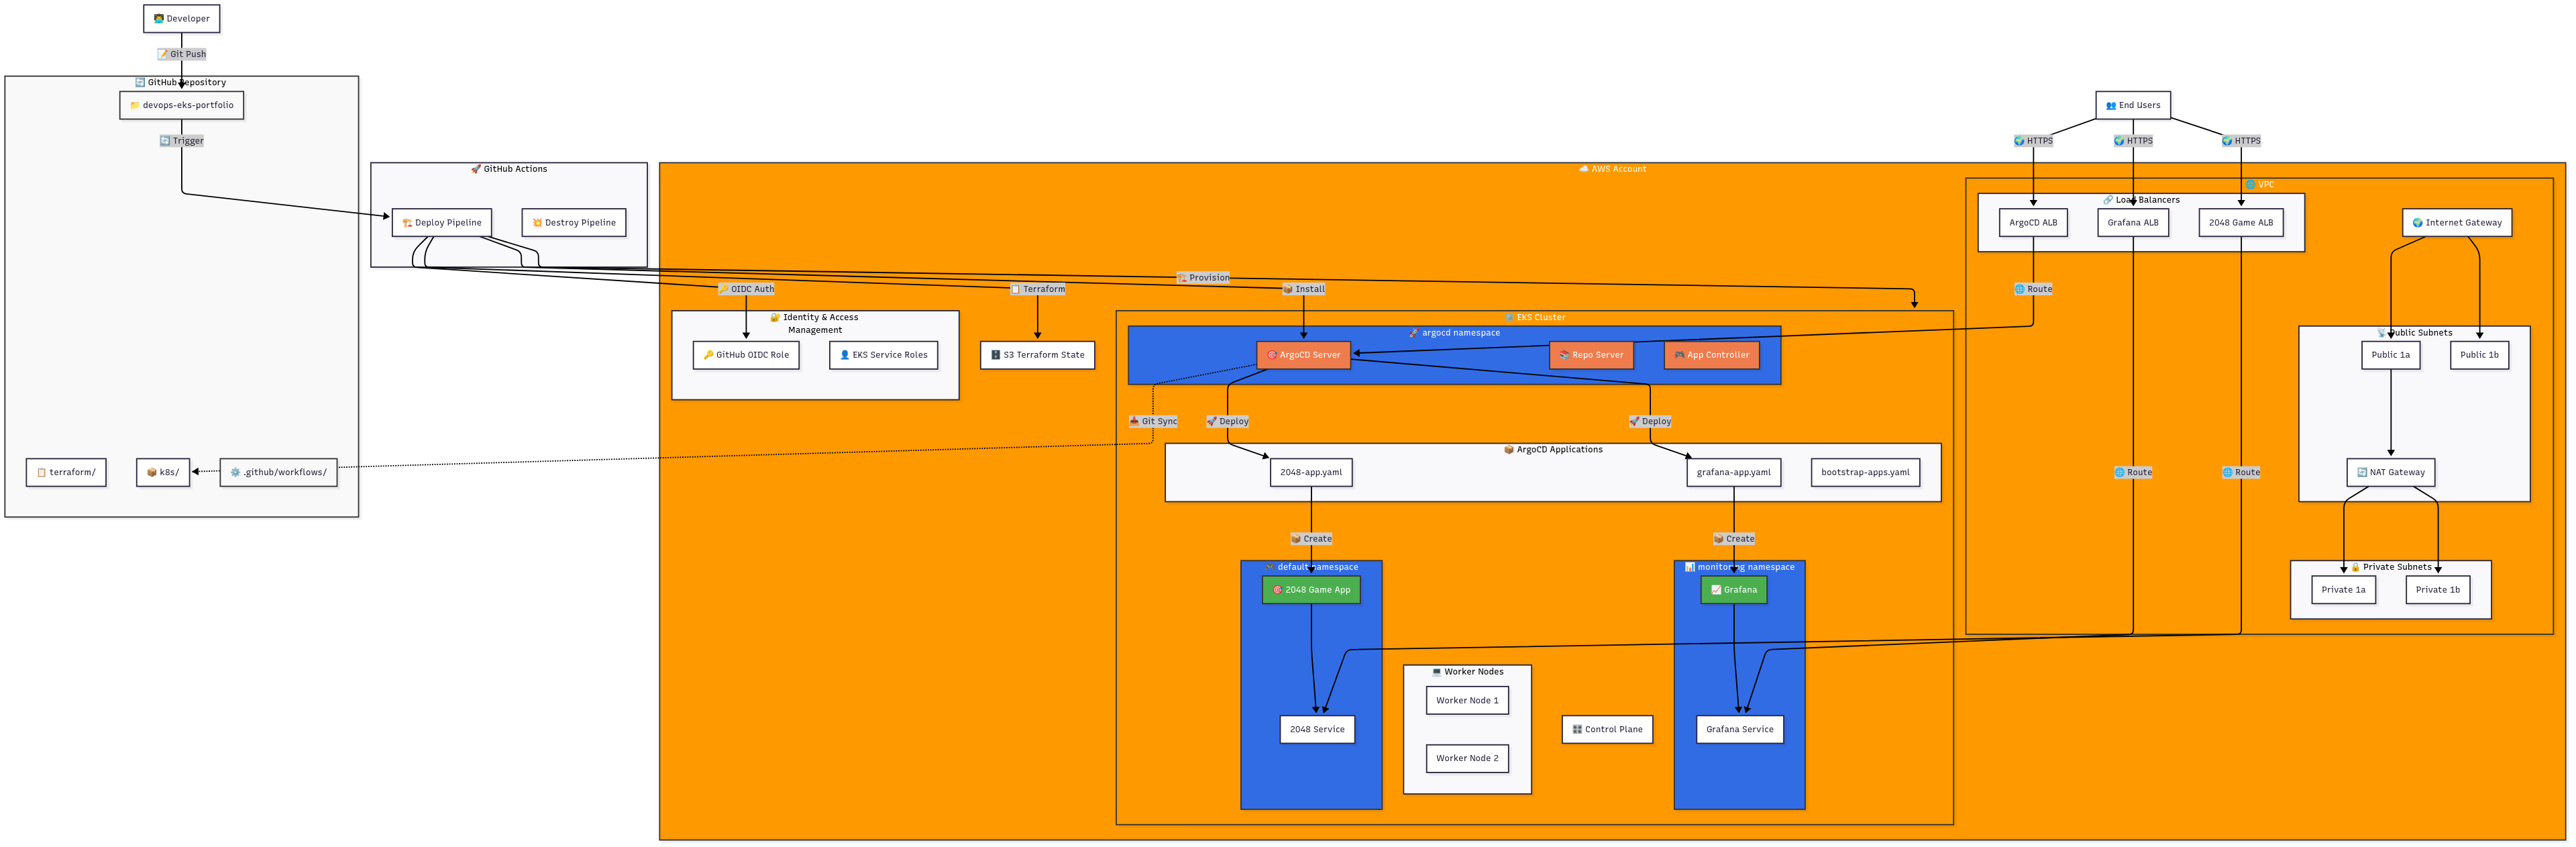 👨‍💻 Developer
📝 Git Push
🔄 GitHub Repository
📁 devops-eks-portfolio
🔄 Trigger
📋 terraform/
📦 k8s/
⚙️ .github/workflows/
🚀 GitHub Actions
🏗️ Deploy Pipeline
💥 Destroy Pipeline
👥 End Users
🌍 HTTPS
🌍 HTTPS
🌍 HTTPS
☁️ AWS Account
🏗️ Provision
🔑 OIDC Auth
📋 Terraform
📦 Install
🔐 Identity & Access
Management
🔑 GitHub OIDC Role
👤 EKS Service Roles
🗄️ S3 Terraform State
⚙️ EKS Cluster
🚀 argocd namespace
🎯 ArgoCD Server
📚 Repo Server
🎮 App Controller
📥 Git Sync
🚀 Deploy
🚀 Deploy
📦 ArgoCD Applications
2048-app.yaml
grafana-app.yaml
bootstrap-apps.yaml
📦 Create
📦 Create
🎮 default namespace
🎯 2048 Game App
2048 Service
💻 Worker Nodes
Worker Node 1
Worker Node 2
🎛️ Control Plane
📊 monitoring namespace
📈 Grafana
Grafana Service
🌐 VPC
🔗 Load Balancers
ArgoCD ALB
Grafana ALB
2048 Game ALB
🌐 Route
🌐 Route
🌐 Route
🌍 Internet Gateway
📡 Public Subnets
Public 1a
Public 1b
🔄 NAT Gateway
🔒 Private Subnets
Private 1a
Private 1b